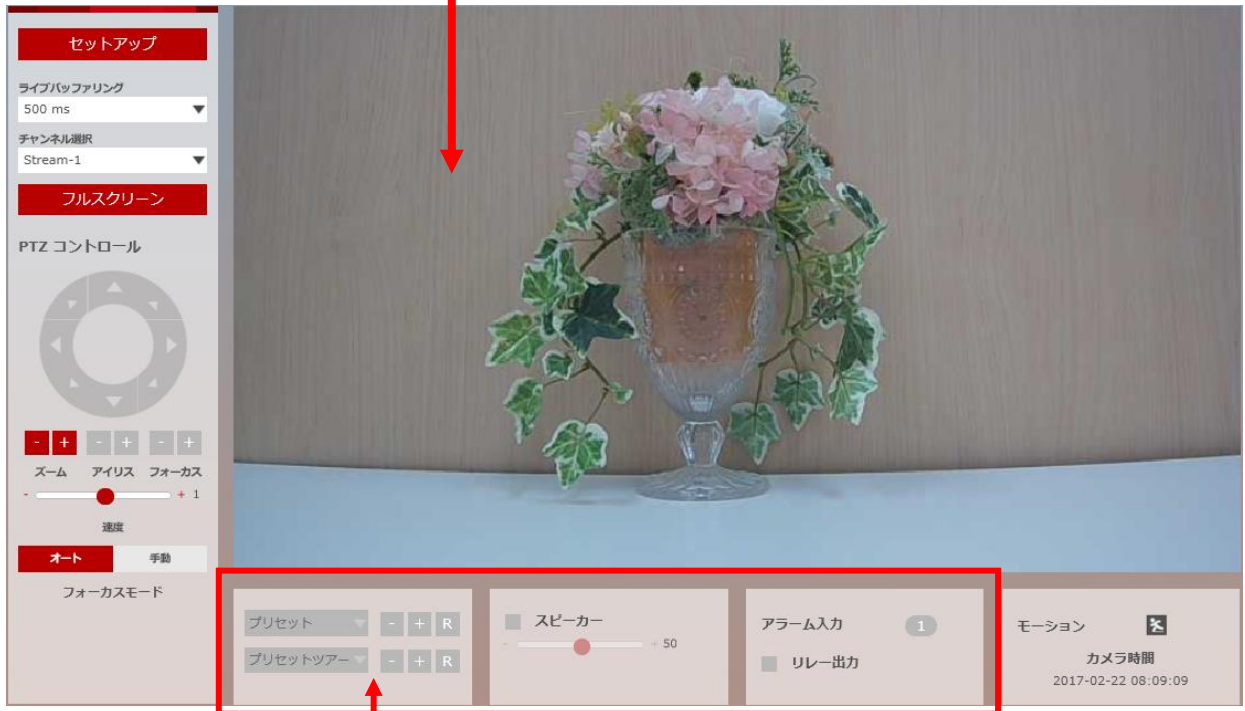 セットアップ
ライブバッファリング
500 ms
チャンネル選択
Stream-1
フルスクリーン
PTZ コントロール
- + - + - +
ズーム アイリス フォーカス
- + 1
速度
オート 手動
フォーカスモード
プリセット - + R
プリセットツアー - + R
スピーカー
- + 50
アラーム入力 1
リレー出力
モーション
カメラ時間
2017-02-22 08:09:09